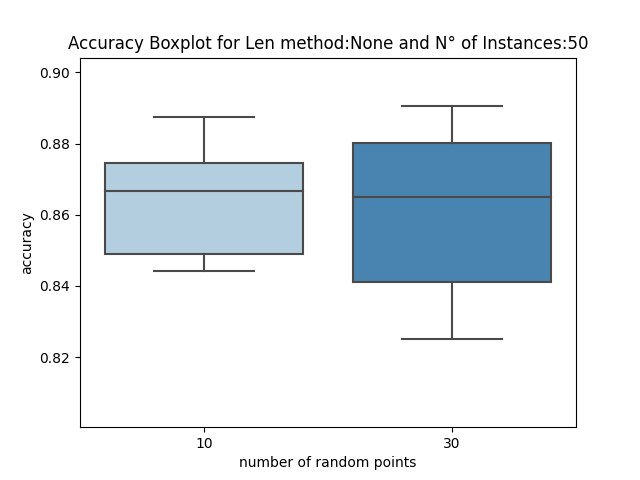 Accuracy Boxplot for Len method:None and N° of Instances:50
0.90
0.88
0.86
0.84
0.82
accuracy
10
30
number of random points